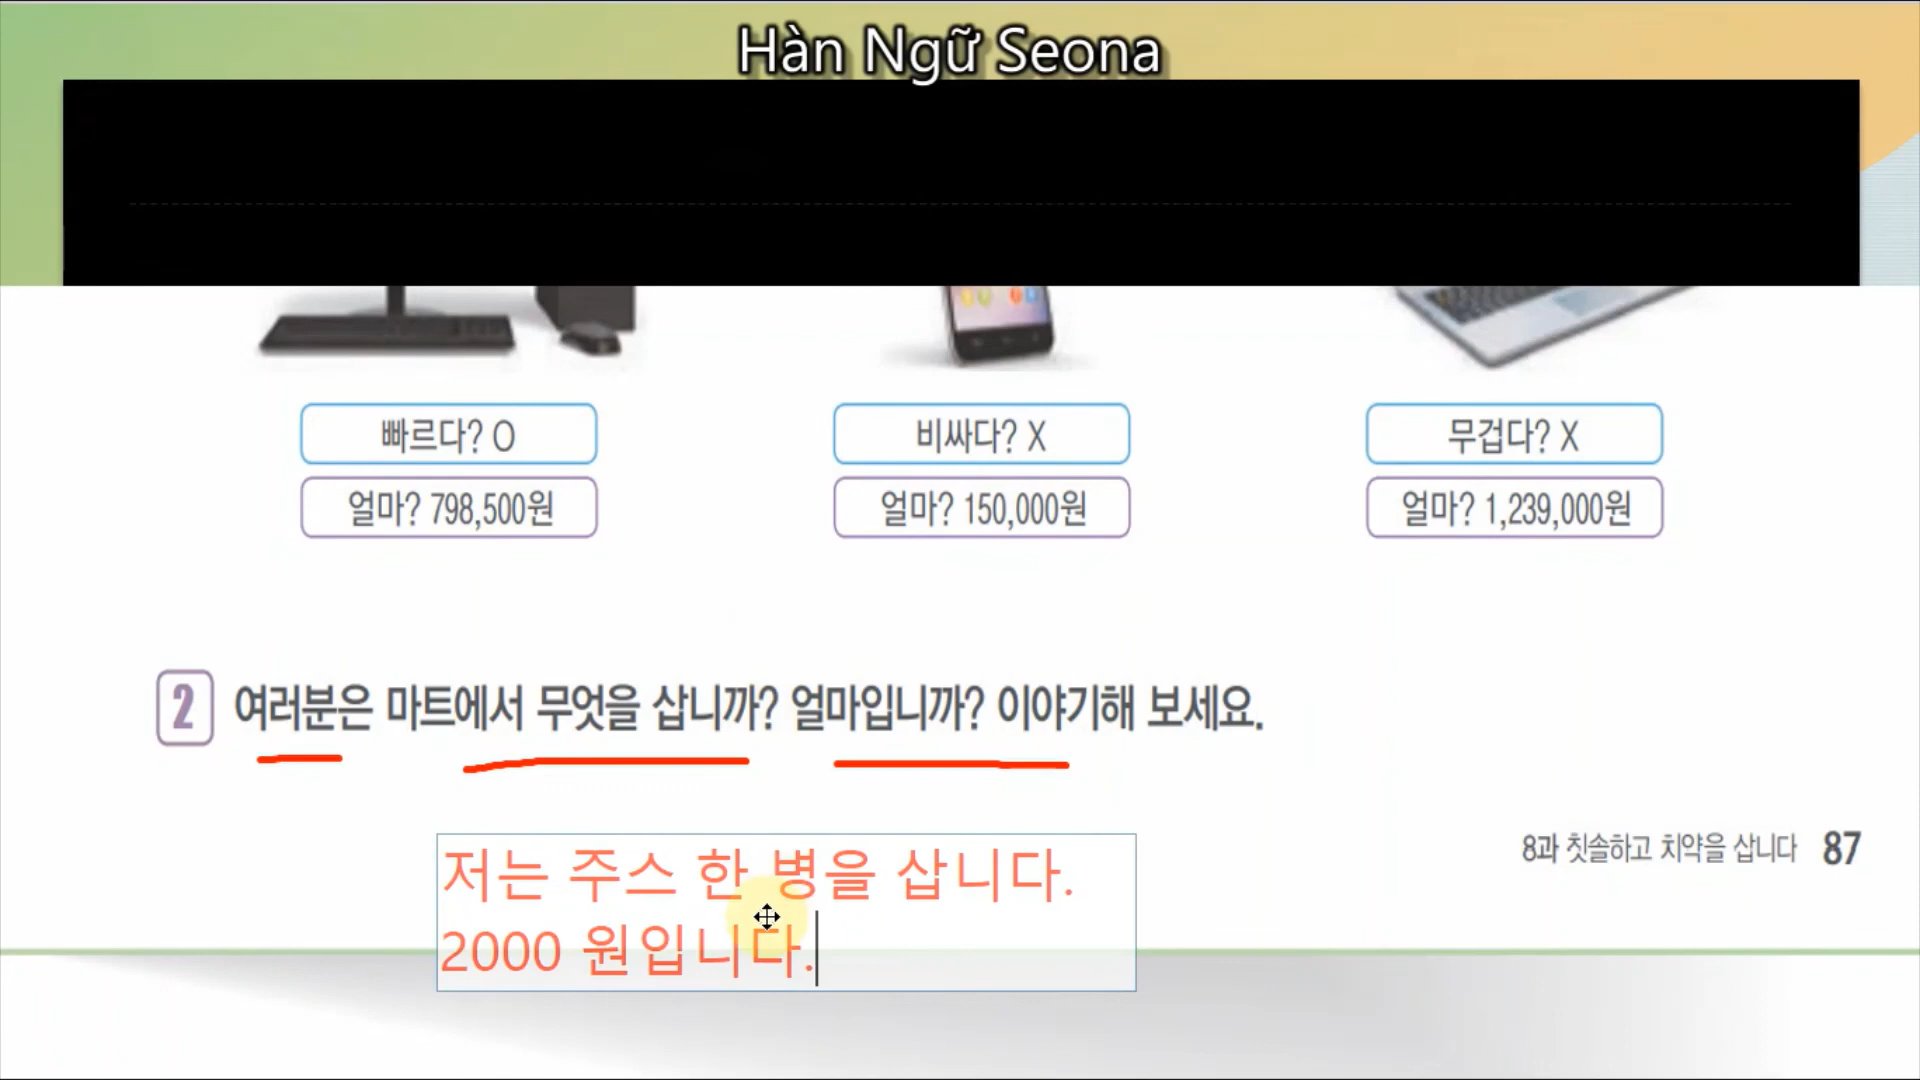 Hàn Ngữ Seona
빠르다? O
비싸다? X
무겁다? X
얼마? 798,500원
얼마? 150,000원
얼마? 1,239,000원
2 여러분은 마트에서 무엇을 삽니까? 얼마입니까? 이야기해 보세요.
8과 칫솔하고 치약을 삽니다 87
저는 주스 한 병을 삽니다.
2000 원입니다.